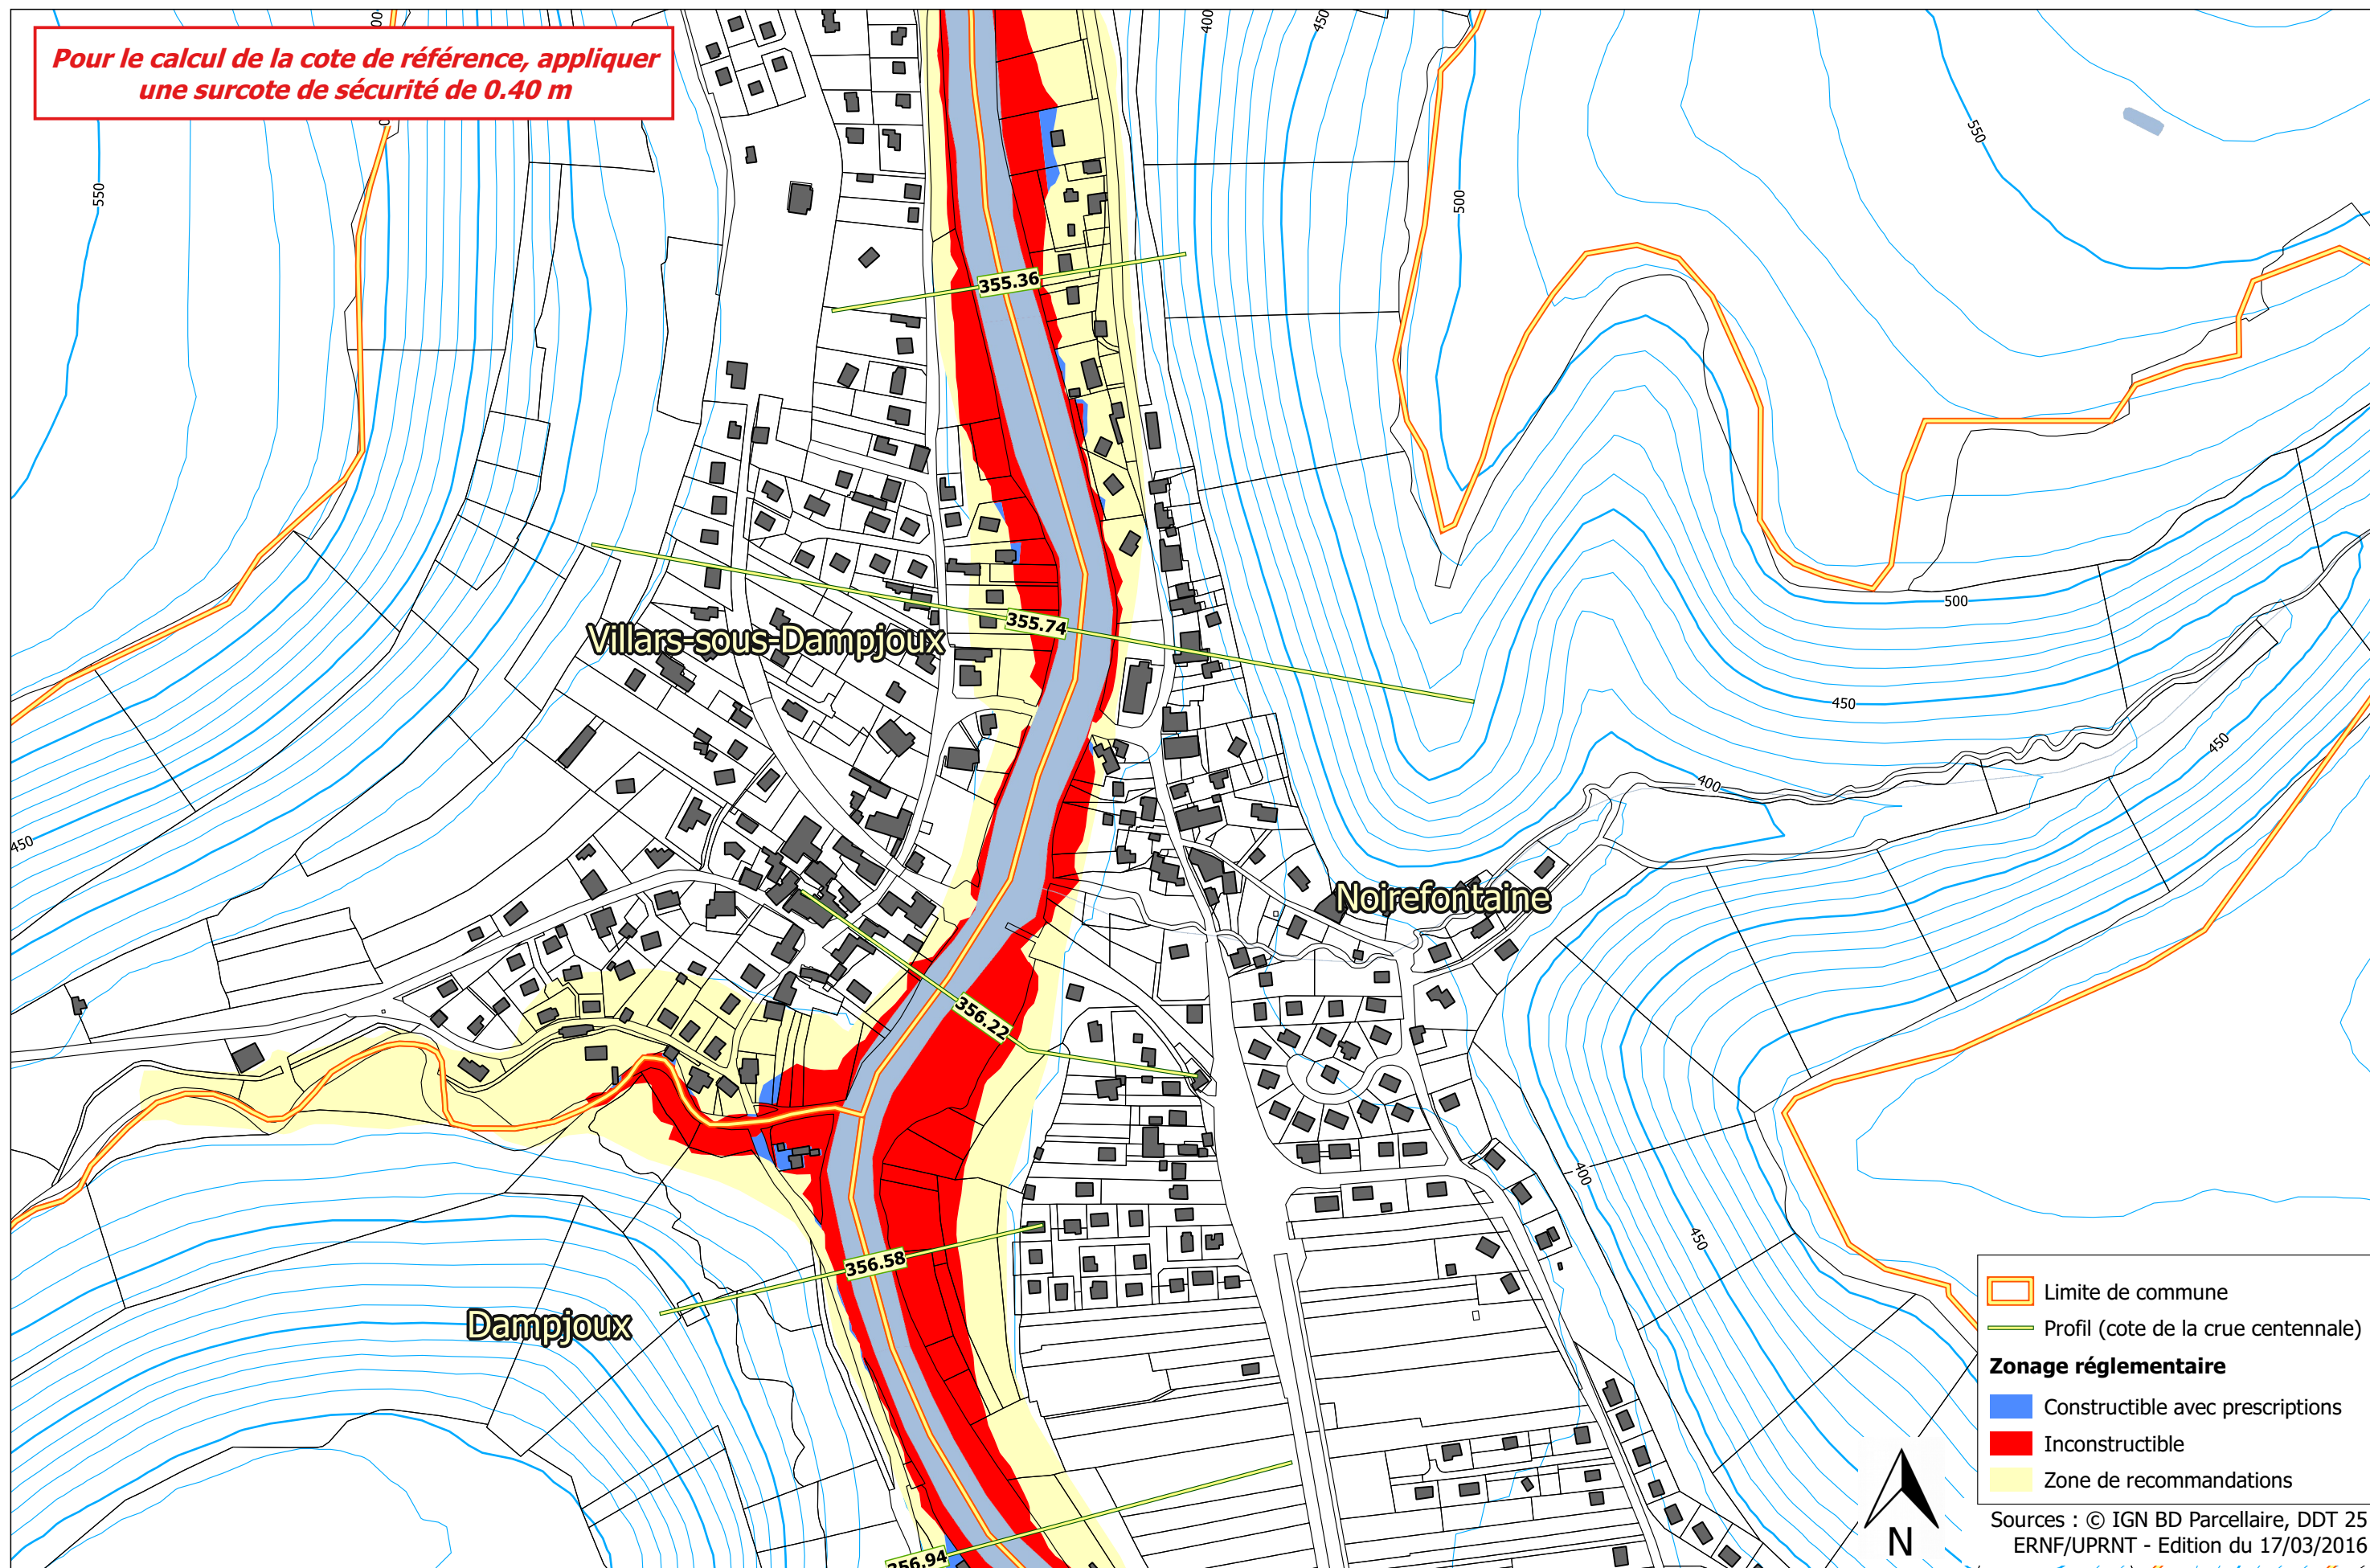 Pour le calcul de la cote de référence, appliquer
une surcote de sécurité de 0.40 m
400
450
550
550
500
355.36
500
355.74
Villars-sous-Dampjoux
450
450
400
450
Noirefontaine
356.22
400
450
356.58
Dampjoux
356.94
Limite de commune
Profil (cote de la crue centennale)
Zonage réglementaire
Constructible avec prescriptions
Inconstructible
Zone de recommandations
N
Sources : © IGN BD Parcellaire, DDT 25
ERNF/UPRNT - Edition du 17/03/2016